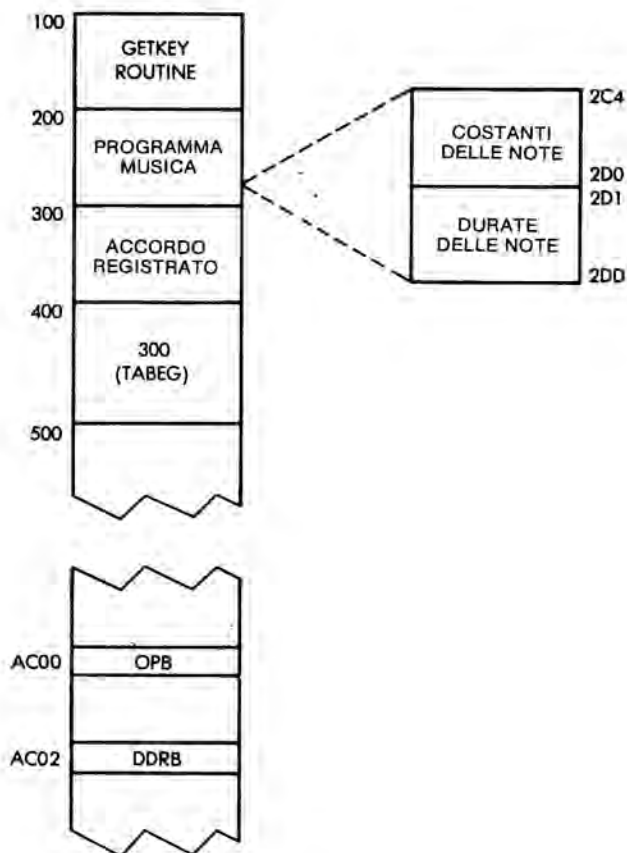 100
GETKEY
ROUTINE
200
PROGRAMMA
MUSICA
300
ACCORDO
REGISTRATO
400
300
(TABEG)
500
2C4
COSTANTI
DELLE NOTE
2D0
2D1
DURATE
DELLE NOTE
2DD
AC00
OPB
AC02
DDRB